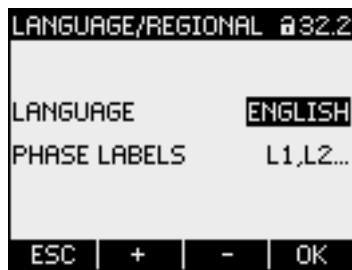 LANGUAGE/REGIONAL 32.2
LANGUAGE ENGLISH
PHASE LABELS L1,L2...
ESC + - OK